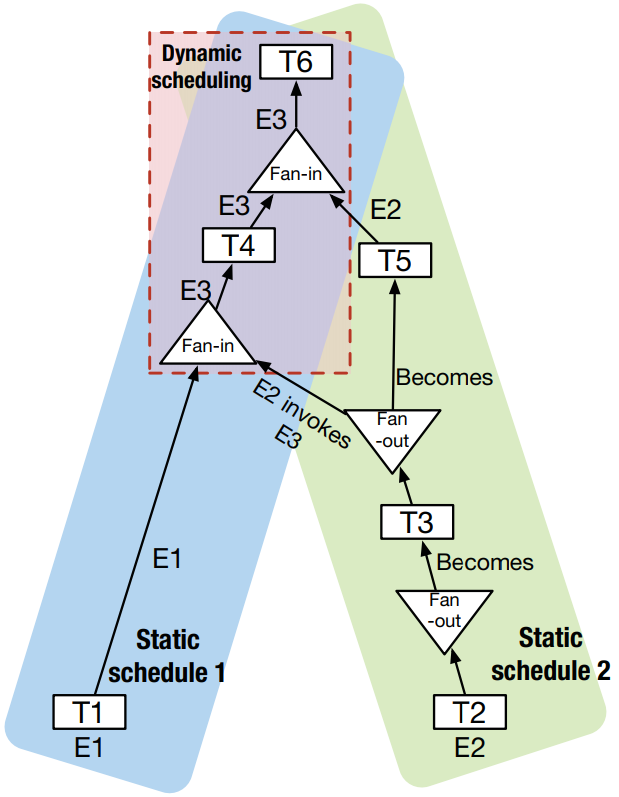 Dynamic
scheduling
T6
E3
Fan-in
E3
E2
T4
T5
E3
Fan-in
Becomes
E2 invokes
E3
Fan
-out
T3
E1
Becomes
Fan
-out
Static
schedule 1
Static
schedule 2
T1
T2
E1
E2